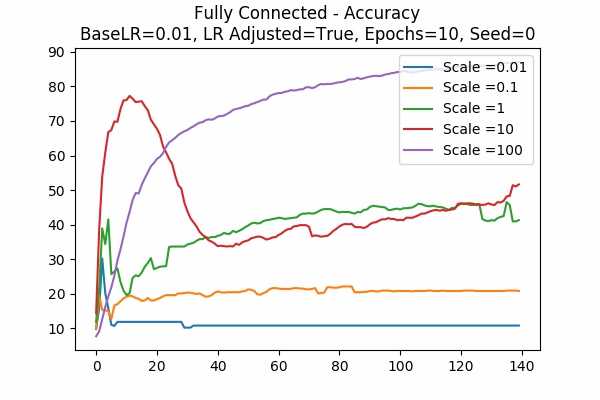 Fully Connected - Accuracy
BaseLR=0.01, LR Adjusted=True, Epochs=10, Seed=0
90
80
70
60
50
40
30
20
10
0
20
40
60
80
100
120
140
Scale =0.01
Scale =0.1
Scale =1
Scale =10
Scale =100